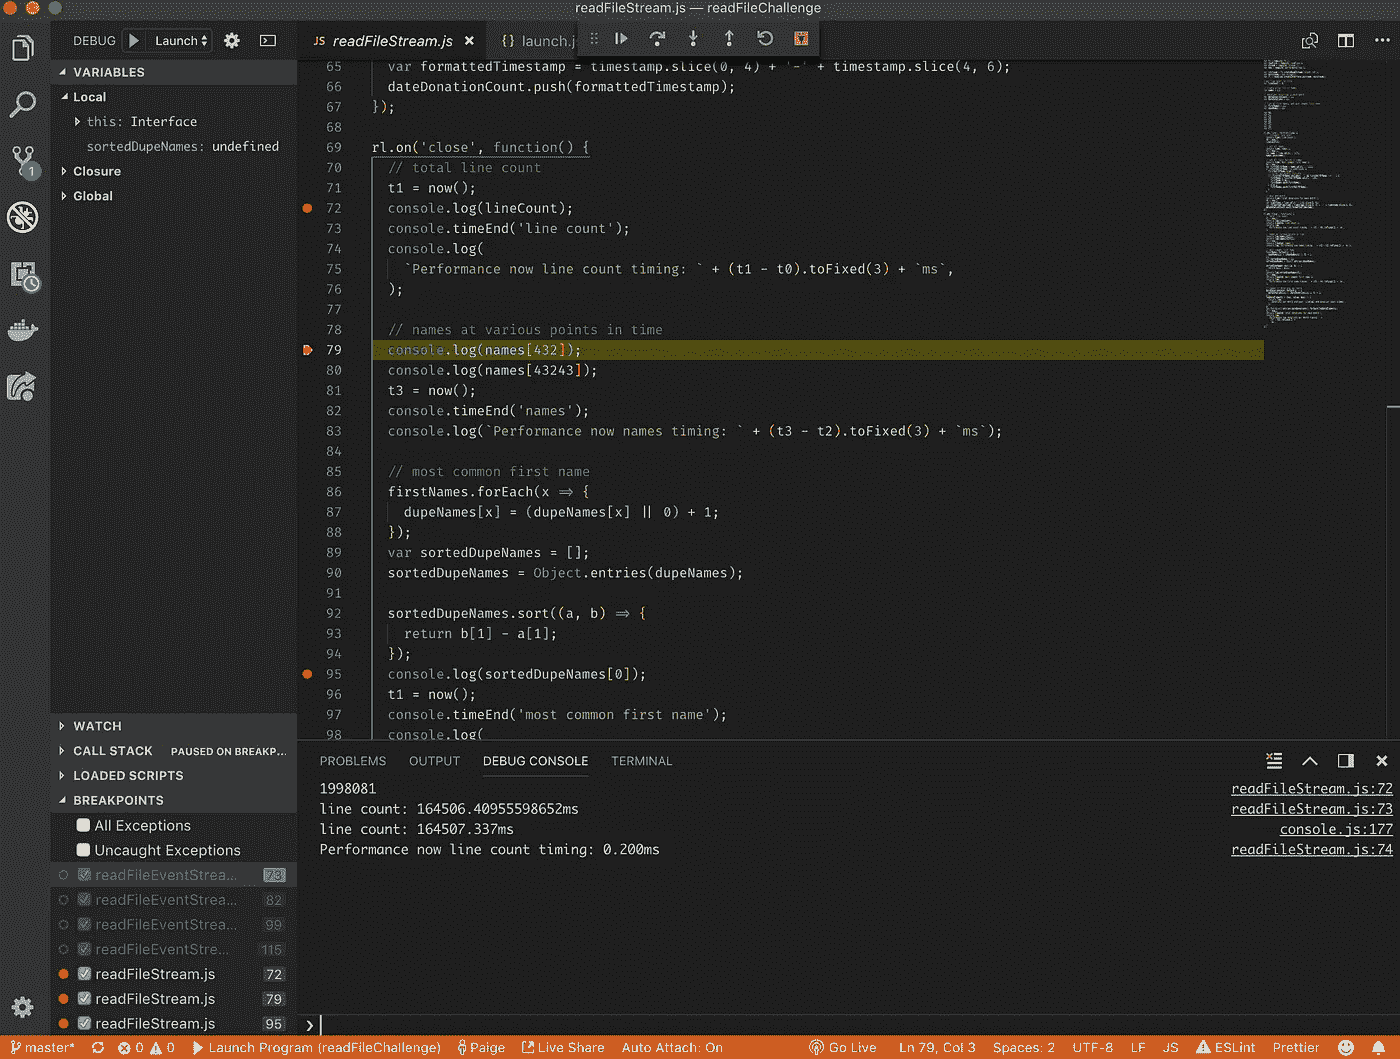 readFileStream.js — readFileChallenge
DEBUG Launch
JS readFileStream.js × {} launch.j
VARIABLES
Local
this: Interface
sortedDupeNames: undefined
Closure
Global
1
65 var formattedTimestamp = timestamp.slice(0, 4) + '-' + timestamp.slice(4, 6);
66 dateDonationCount.push(formattedTimestamp);
67 });
68
69 rl.on('close', function() {
70 // total line count
71 t1 = now();
72 console.log(lineCount);
73 console.timeEnd('line count');
74 console.log(
75 `Performance now line count timing: ` + (t1 - t0).toFixed(3) + `ms`,
76 );
77
78 // names at various points in time
79 console.log(names[432]);
80 console.log(names[43243]);
81 t3 = now();
82 console.timeEnd('names');
83 console.log(`Performance now names timing: ` + (t3 - t2).toFixed(3) + `ms`);
84
85 // most common first name
86 firstNames.forEach(x => {
87 dupeNames[x] = (dupeNames[x] || 0) + 1;
88 });
89 var sortedDupeNames = [];
90 sortedDupeNames = Object.entries(dupeNames);
91
92 sortedDupeNames.sort((a, b) => {
93 return b[1] - a[1];
94 });
95 console.log(sortedDupeNames[0]);
96 t1 = now();
97 console.timeEnd('most common first name');
98 console.log(
WATCH
CALL STACK PAUSED ON BREAKP...
LOADED SCRIPTS
BREAKPOINTS
All Exceptions
Uncaught Exceptions
readFileEventStrea... 73
readFileEventStrea... 82
readFileEventStrea... 99
readFileEventStre... 115
readFileStream.js 72
readFileStream.js 79
readFileStream.js 95
PROBLEMS OUTPUT DEBUG CONSOLE TERMINAL
1998081 readFileStream.js:72
line count: 164506.40955598652ms readFileStream.js:73
line count: 164507.337ms console.js:177
Performance now line count timing: 0.200ms readFileStream.js:74
master* 0 0 Launch Program (readFileChallenge) Paige Live Share Auto Attach: On Go Live Ln 79, Col 3 Spaces: 2 UTF-8 LF JS ESLint Prettier